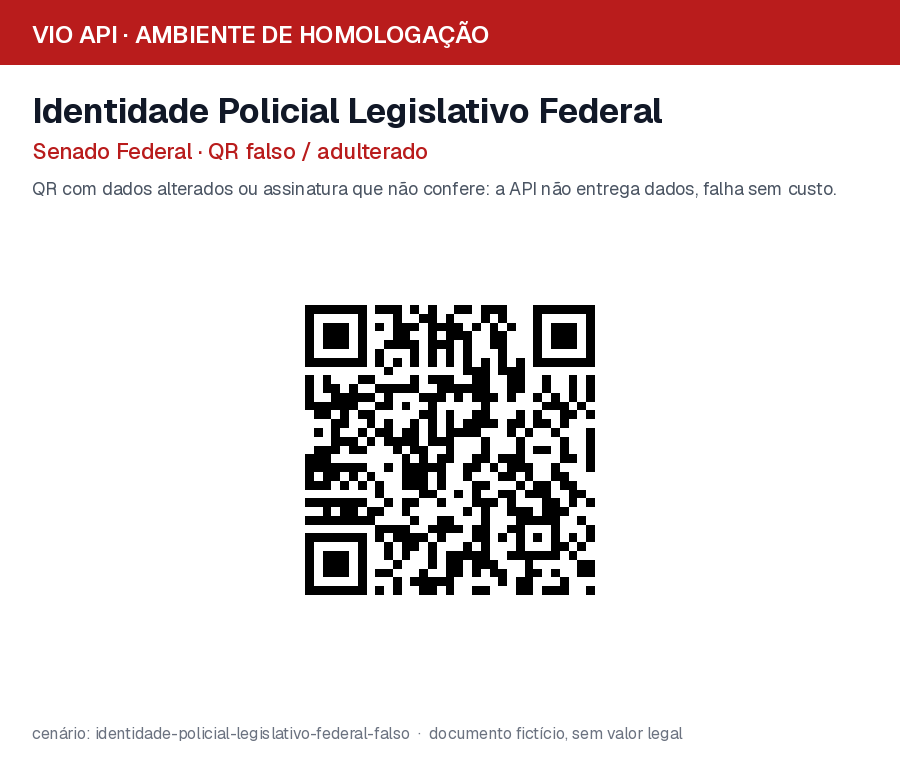 VIO API · AMBIENTE DE HOMOLOGAÇÃO
Identidade Policial Legislativo Federal
Senado Federal · QR falso / adulterado
QR com dados alterados ou assinatura que não confere: a API não entrega dados, falha sem custo.
cenário: identidade-policial-legislativo-federal-falso · documento fictício, sem valor legal